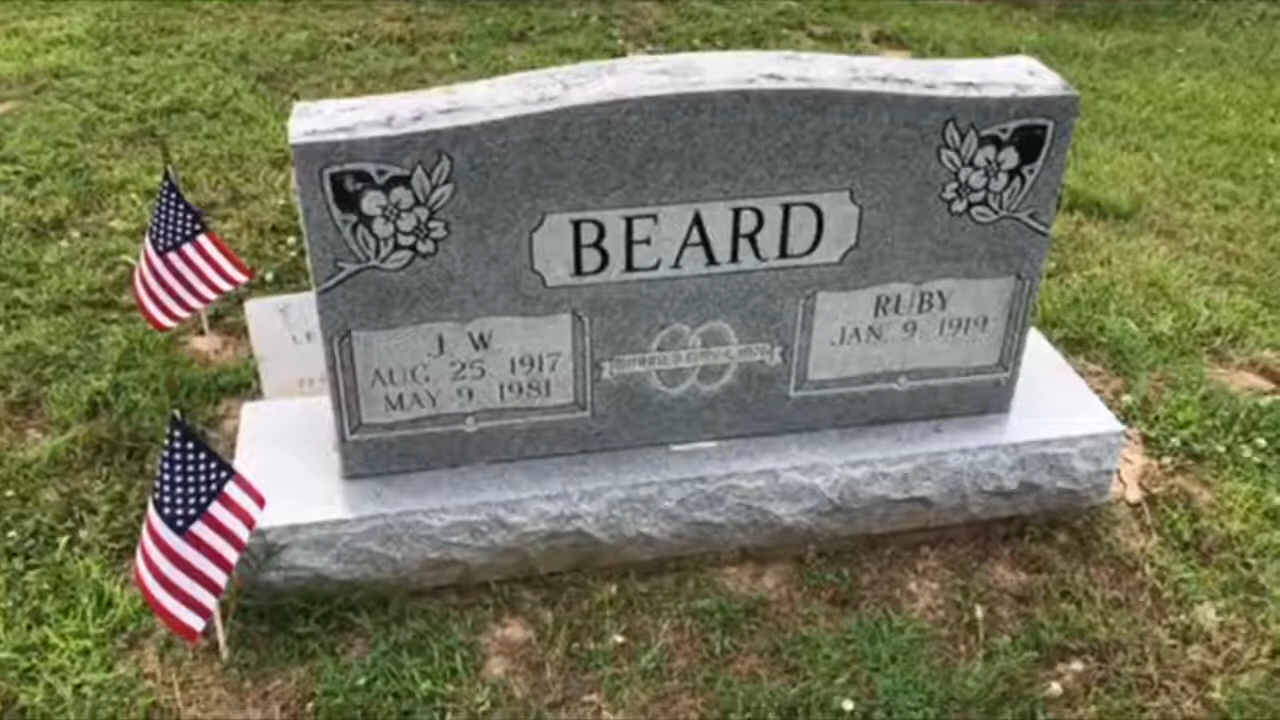 BEARD
J. W.
AUG. 25, 1917
MAY 9, 1981
RUBY
JAN. 9, 1919